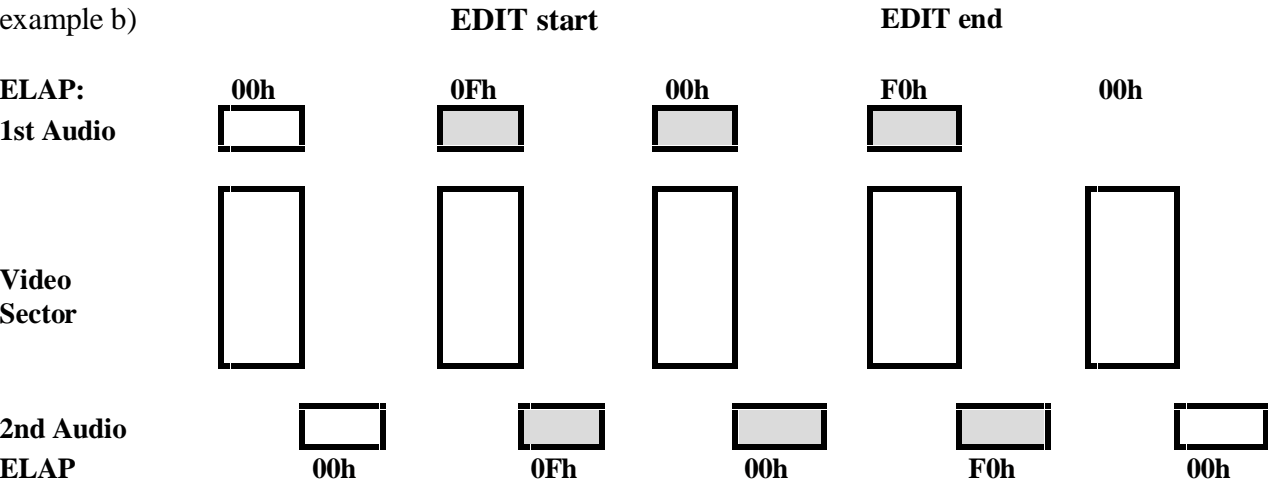 example b) EDIT start EDIT end
ELAP: 00h 0Fh 00h F0h 00h
1st Audio
Video
Sector
2nd Audio
ELAP 00h 0Fh 00h F0h 00h